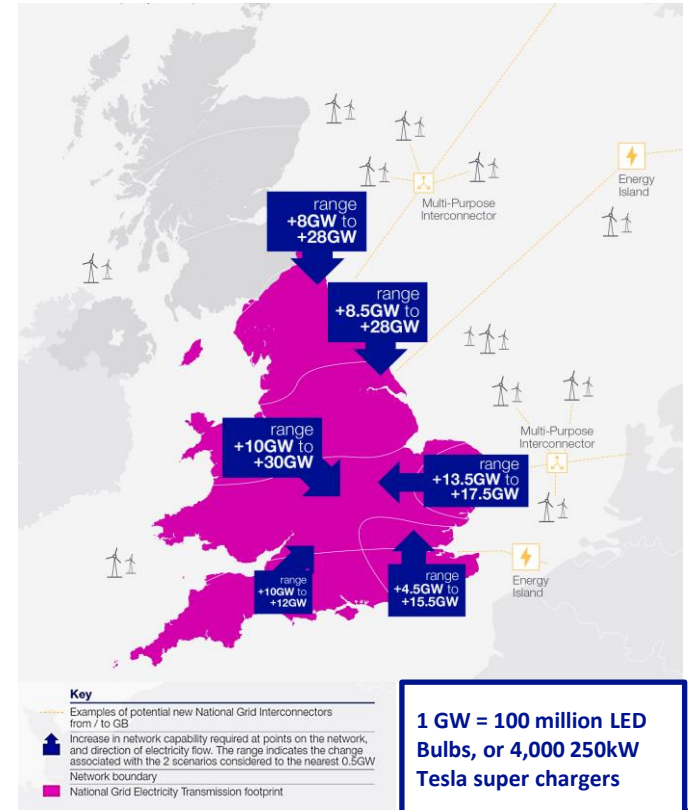 range
+8GW to
+28GW
Multi-Purpose
Interconnector
Energy
Island
range
+8.5GW to
+28GW
range
+10GW to
+30GW
Multi-Purpose
Interconnector
range
+13.5GW to
+17.5GW
range
+10GW to
+12GW
range
+4.5GW to
+15.5GW
Energy
Island
Key
Examples of potential new National Grid Interconnectors
from / to GB
Increase in network capability required at points on the network,
and direction of electricity flow. The range indicates the change
associated with the 2 scenarios considered to the nearest 0.5GW
Network boundary
National Grid Electricity Transmission footprint
1 GW = 100 million LED
Bulbs, or 4,000 250kW
Tesla super chargers